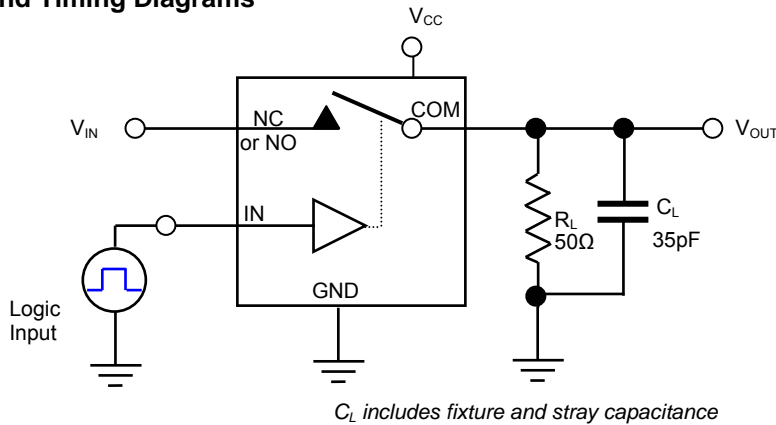 nd Timing Diagrams
VCC
VIN
NC
or NO
COM
VOUT
IN
RL
50Ω
CL
35pF
Logic
Input
GND
CL includes fixture and stray capacitance